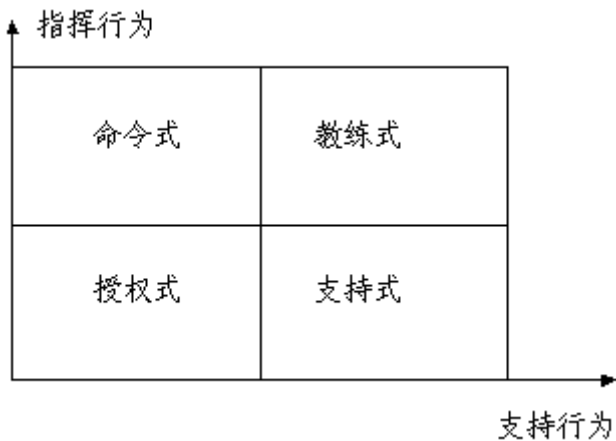 指挥行为
命令式 教练式
授权式 支持式
支持行为